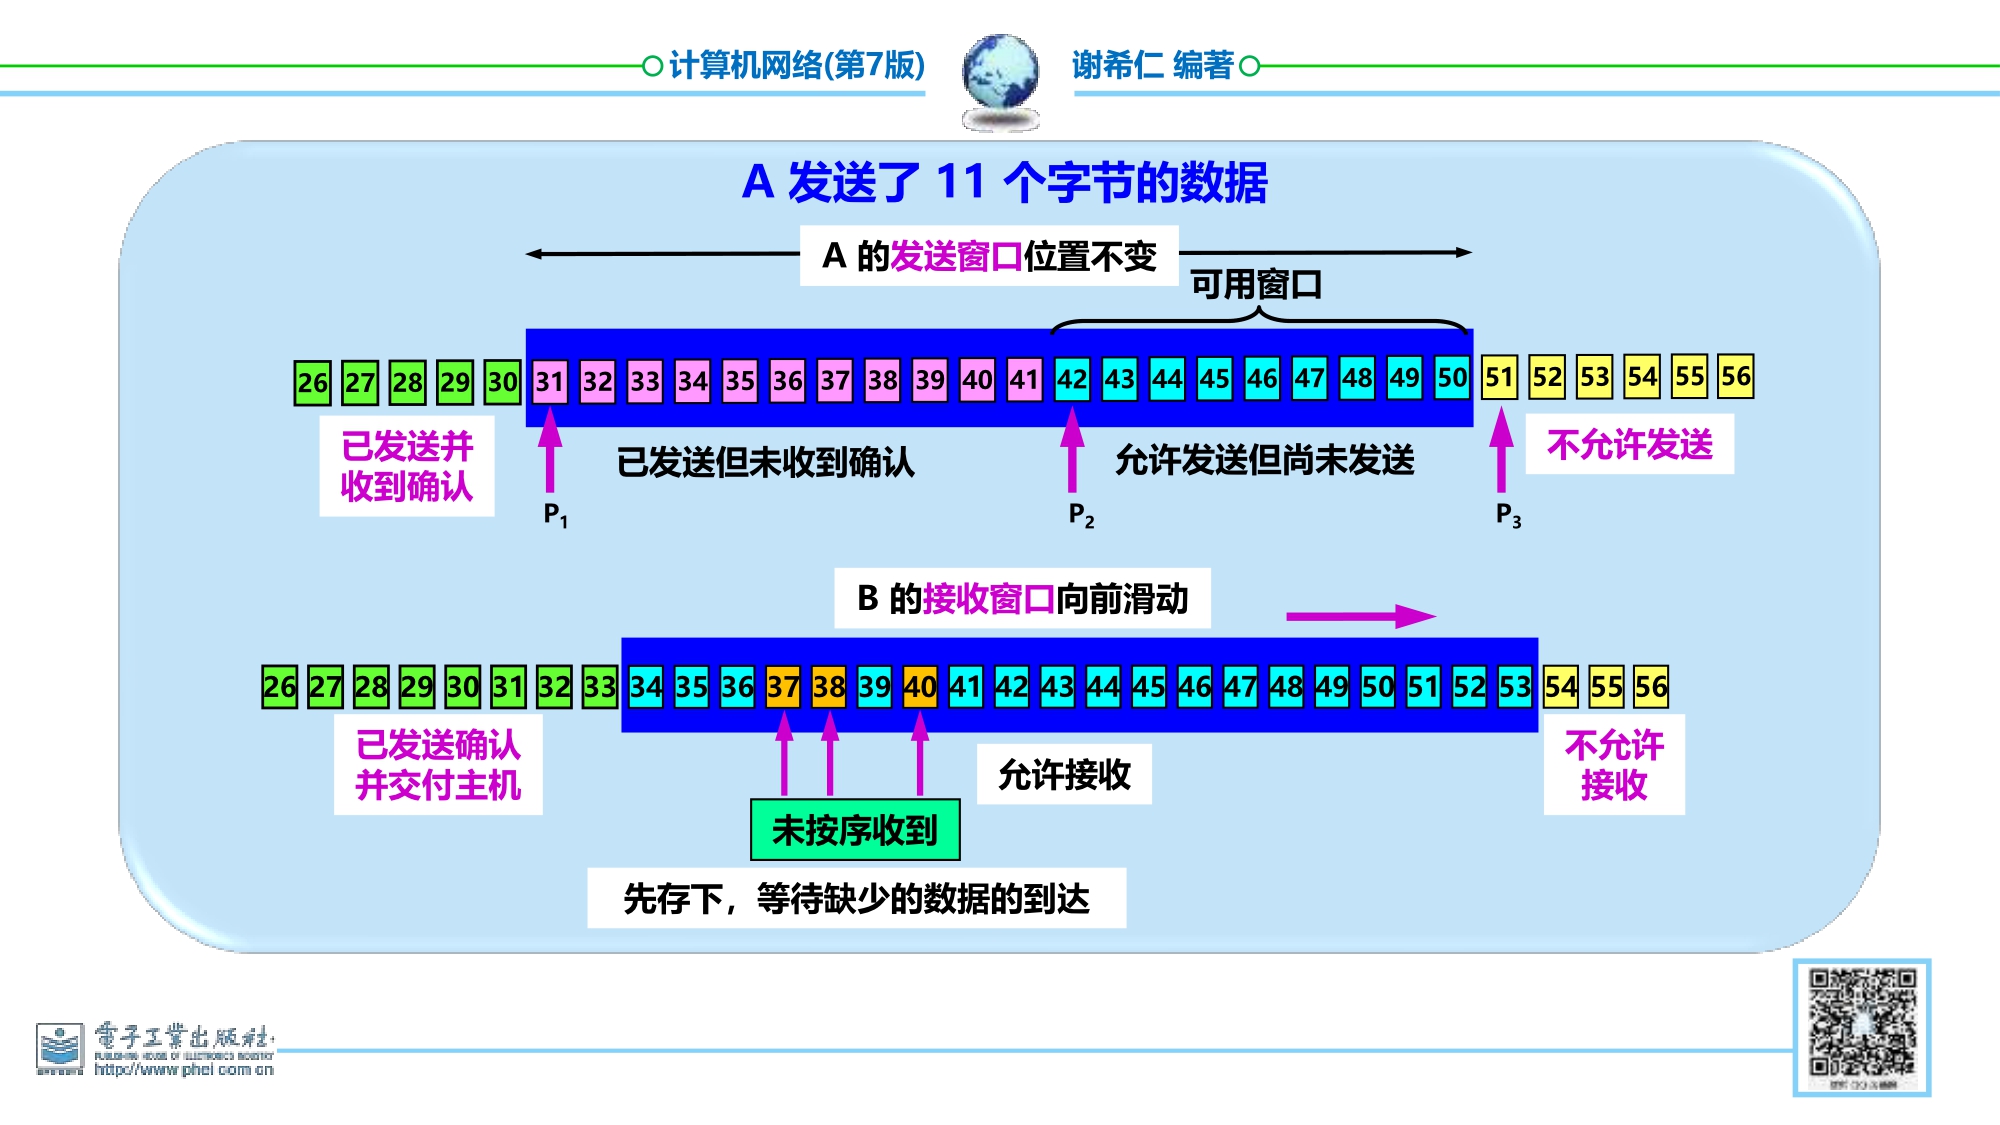 计算机网络(第7版)
谢希仁 编著
A 发送了 11 个字节的数据
A 的发送窗口位置不变
可用窗口
26 27 28 29 30 31 32 33 34 35 36 37 38 39 40 41 42 43 44 45 46 47 48 49 50 51 52 53 54 55 56
已发送并
收到确认
已发送但未收到确认
允许发送但尚未发送
不允许发送
P1
P2
P3
B 的接收窗口向前滑动
26 27 28 29 30 31 32 33 34 35 36 37 38 39 40 41 42 43 44 45 46 47 48 49 50 51 52 53 54 55 56
已发送确认
并交付主机
允许接收
不允许
接收
未按序收到
先存下，等待缺少的数据的到达
電子工業出版社
PUBLISHING HOUSE OF ELECTRONICS INDUSTRY
http://www.phei.com.cn